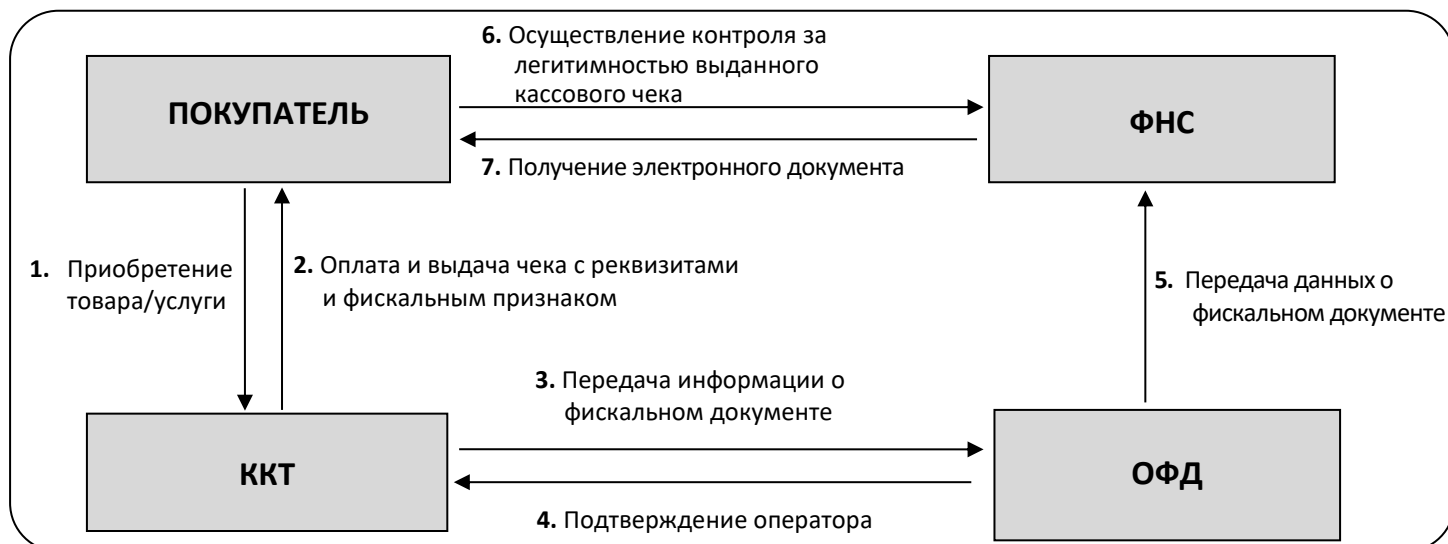 6. Осуществление контроля за
легитимностью выданного
кассового чека
ПОКУПАТЕЛЬ
ФНС
7. Получение электронного документа
1. Приобретение
товара/услуги
2. Оплата и выдача чека с реквизитами
и фискальным признаком
5. Передача данных о
фискальном документе
3. Передача информации о
фискальном документе
ККТ
ОФД
4. Подтверждение оператора